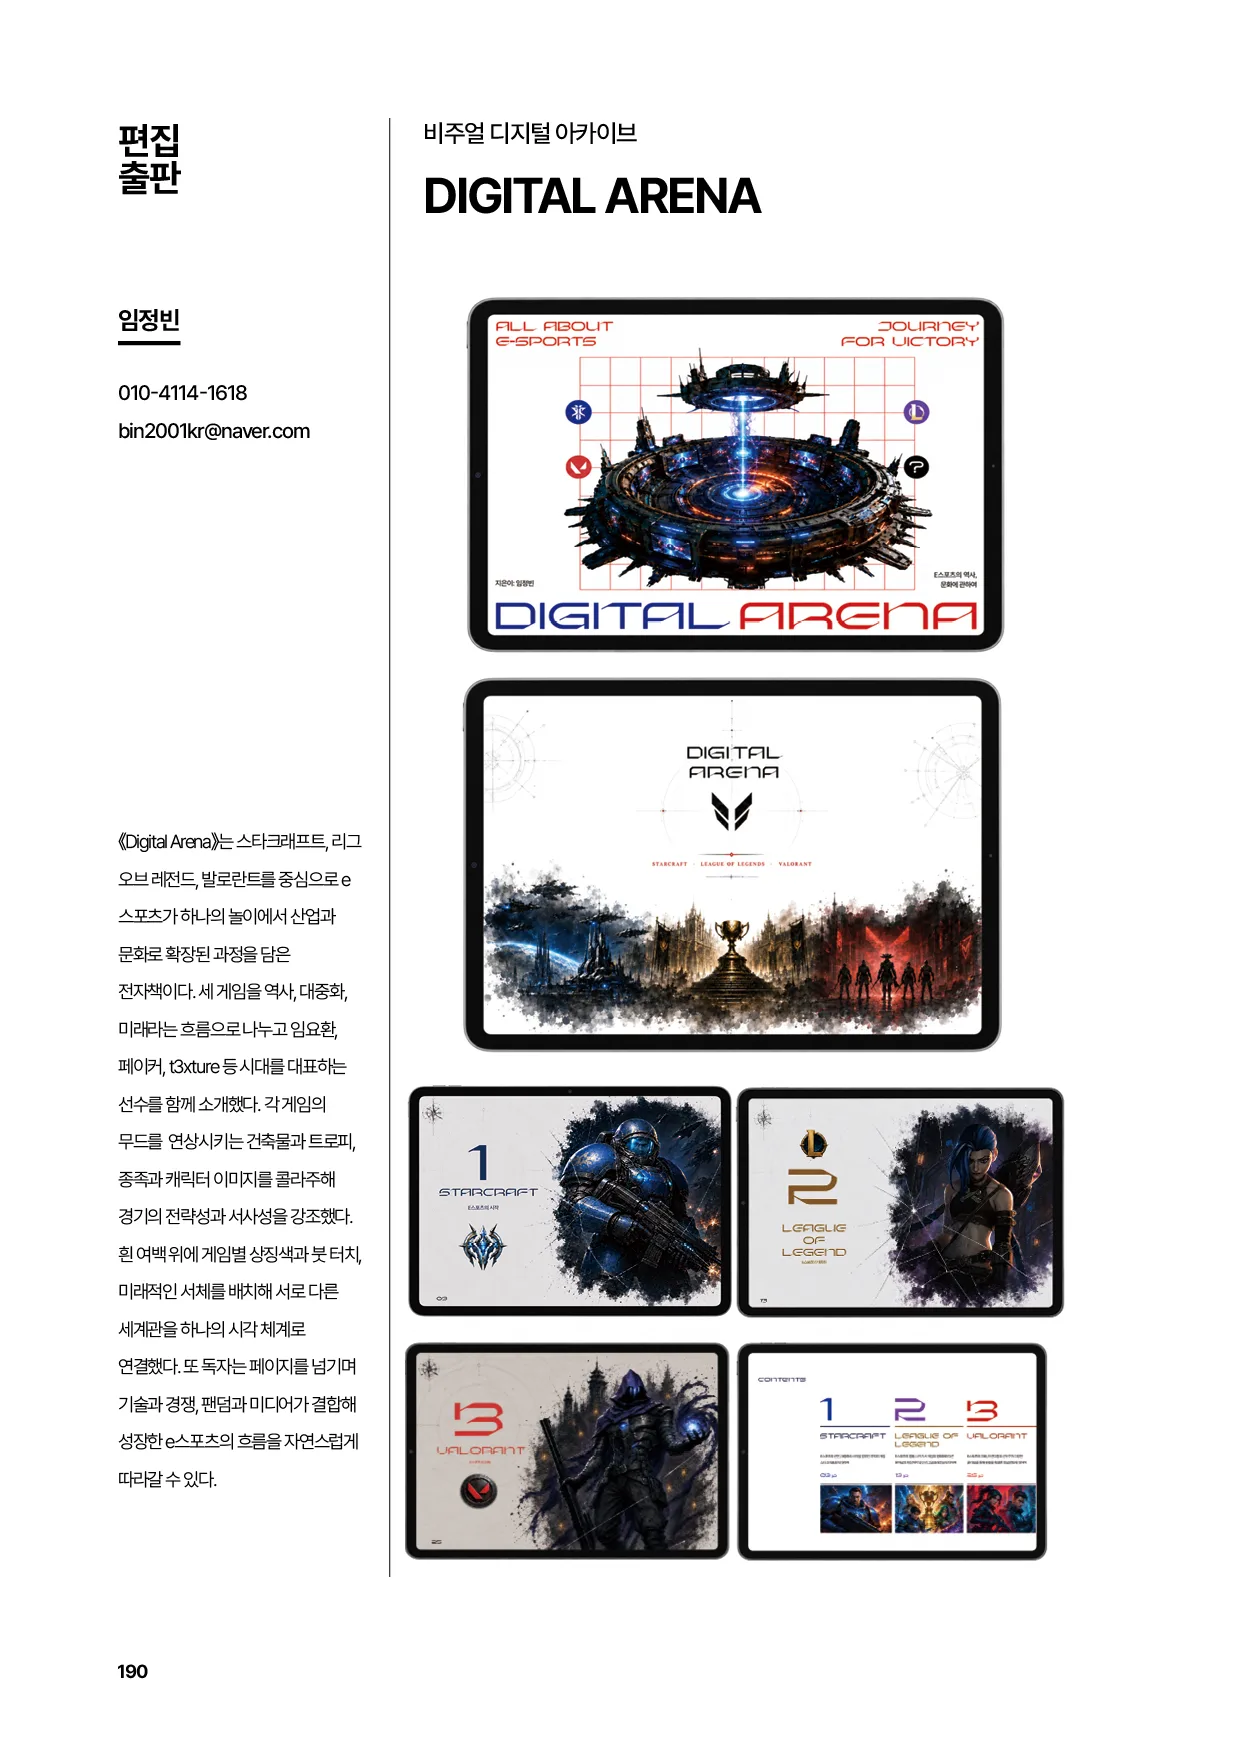 편집
출판
임정빈
010-4114-1618
bin2001kr@naver.com
《Digital Arena》는 스타크래프트, 리그
오브 레전드, 발로란트를 중심으로 e
스포츠가 하나의 놀이에서 산업과
문화로 확장된 과정을 담은
전자책이다. 세 게임을 역사, 대중화,
미래라는 흐름으로 나누고 임요환,
페이커, t3xture 등 시대를 대표하는
선수를 함께 소개했다. 각 게임의
무드를 연상시키는 건축물과 트로피,
종족과 캐릭터 이미지를 콜라주해
경기의 전략성과 서사성을 강조했다.
흰 여백 위에 게임별 상징색과 붓 터치,
미래적인 서체를 배치해 서로 다른
세계관을 하나의 시각 체계로
연결했다. 또 독자는 페이지를 넘기며
기술과 경쟁, 팬덤과 미디어가 결합해
성장한 e스포츠의 흐름을 자연스럽게
따라갈 수 있다.
190
비주얼 디지털 아카이브
DIGITAL ARENA
ALL ABOUT
E-SPORTS
JOURNEY
FOR VICTORY
지은이: 임정빈
E스포츠의 역사,
문화에 관하여
DIGITAL ARENA
DIGITAL
ARENA
STARCRAFT · LEAGUE OF LEGENDS · VALORANT
1
STARCRAFT
E스포츠의 시작
03
L
2
LEAGUE
OF
LEGEND
13
3
VALORANT
25
CONTENTS
1
STARCRAFT
2
LEAGUE OF
LEGEND
3
VALORANT